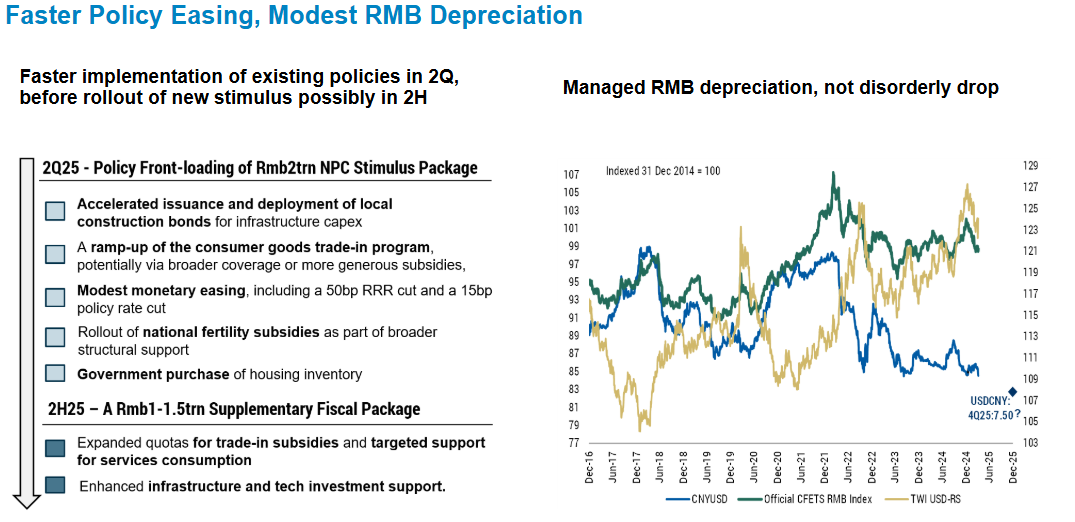 Faster Policy Easing, Modest RMB Depreciation
Faster implementation of existing policies in 2Q,
before rollout of new stimulus possibly in 2H
2Q25 - Policy Front-loading of Rmb2trn NPC Stimulus Package
Accelerated issuance and deployment of local
construction bonds for infrastructure capex
A ramp-up of the consumer goods trade-in program,
potentially via broader coverage or more generous subsidies,
Modest monetary easing, including a 50bp RRR cut and a 15bp
policy rate cut
Rollout of national fertility subsidies as part of broader
structural support
Government purchase of housing inventory
2H25 – A Rmb1-1.5trn Supplementary Fiscal Package
Expanded quotas for trade-in subsidies and targeted support
for services consumption
Enhanced infrastructure and tech investment support.
Managed RMB depreciation, not disorderly drop
Indexed 31 Dec 2014 = 100
107
105
103
101
99
97
95
93
91
89
87
85
83
81
79
77
129
127
125
123
121
119
117
115
113
111
109
107
105
103
USDCNY:
4Q25:7.50?
Dec-16
Jun-17
Dec-17
Jun-18
Dec-18
Jun-19
Dec-19
Jun-20
Dec-20
Jun-21
Dec-21
Jun-22
Dec-22
Jun-23
Dec-23
Jun-24
Dec-24
Jun-25
Dec-25
CNYUSD
Official CFETS RMB Index
TWI USD-RS